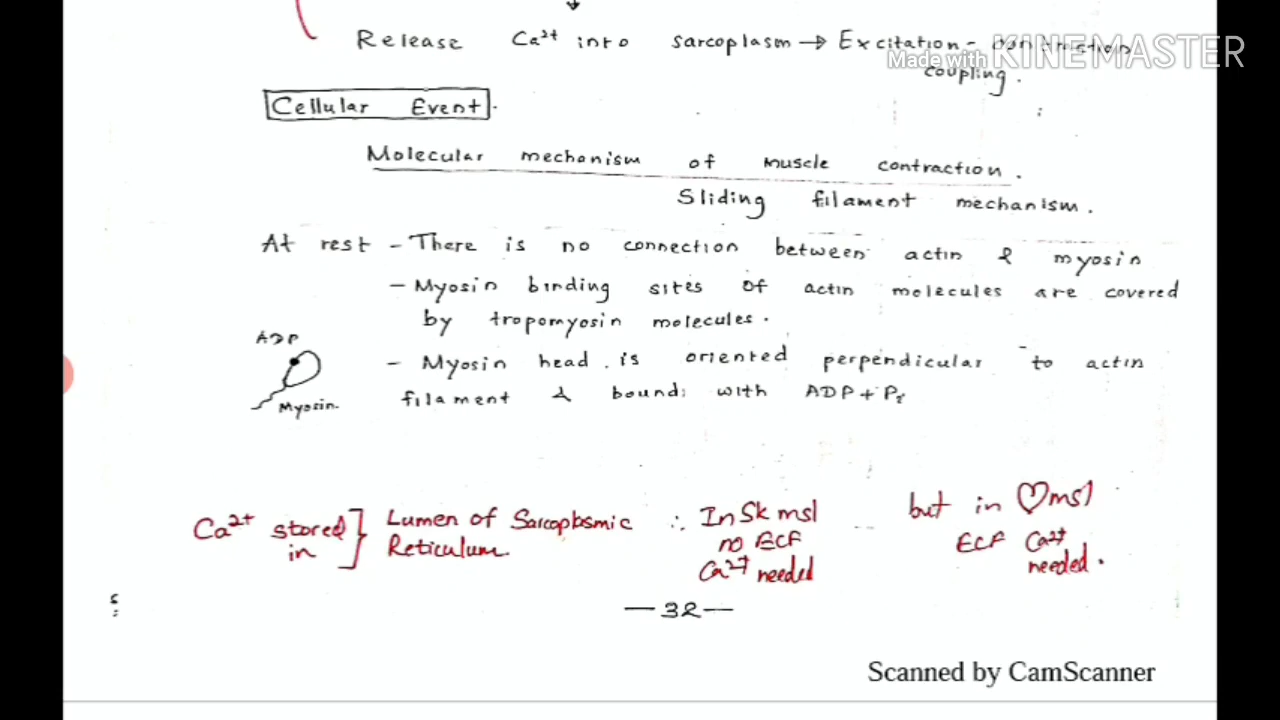 Release Ca²⁺ into sarcoplasm → Excitation -
Made with KINEMASTER
coupling.
Cellular Event.
Molecular mechanism of muscle contraction.
Sliding filament mechanism.
At rest - There is no connection between actin & myosin
- Myosin binding sites of actin molecules are covered
by tropomyosin molecules.
ADP
- Myosin head is oriented perpendicular to actin
Myosin.
filament & bound with ADP + Pi
Ca²⁺ stored in } Lumen of Sarcoplasmic Reticulum
∴ In Sk msl
no ECF
Ca²⁺ needed
but in ♡ msl
ECF Ca²⁺
needed.
— 32 —
Scanned by CamScanner